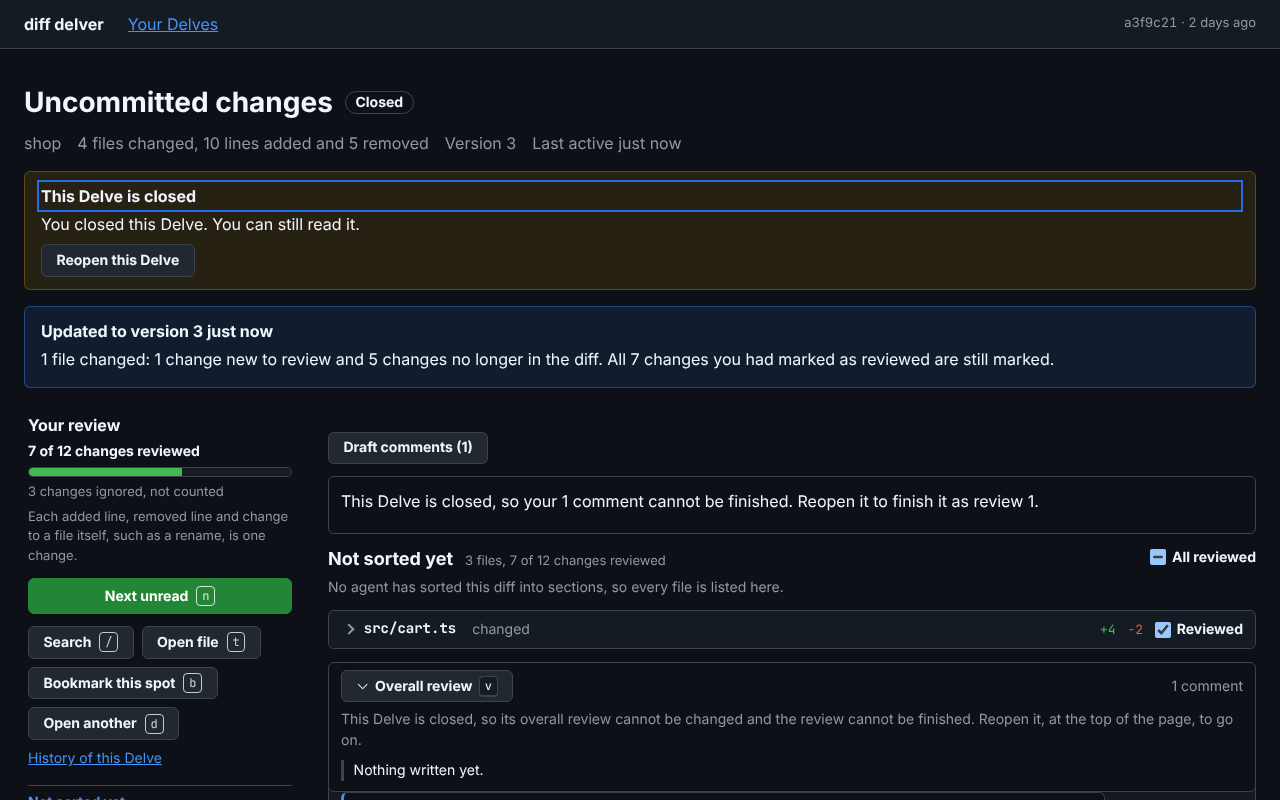 diff delver
Your Delves
a3f9c21 · 2 days ago
Uncommitted changes
Closed
shop
4 files changed, 10 lines added and 5 removed
Version 3
Last active just now
This Delve is closed
You closed this Delve. You can still read it.
Reopen this Delve
Updated to version 3 just now
1 file changed: 1 change new to review and 5 changes no longer in the diff. All 7 changes you had marked as reviewed are still marked.
Your review
7 of 12 changes reviewed
3 changes ignored, not counted
Each added line, removed line and change
to a file itself, such as a rename, is one
change.
Next unread n
Search /
Open file t
Bookmark this spot b
Open another d
History of this Delve
Not sorted yet
Draft comments (1)
This Delve is closed, so your 1 comment cannot be finished. Reopen it to finish it as review 1.
Not sorted yet
3 files, 7 of 12 changes reviewed
All reviewed
No agent has sorted this diff into sections, so every file is listed here.
src/cart.ts
changed
+4 -2
Reviewed
Overall review v
1 comment
This Delve is closed, so its overall review cannot be changed and the review cannot be finished. Reopen it, at the top of the page, to go
on.
Nothing written yet.